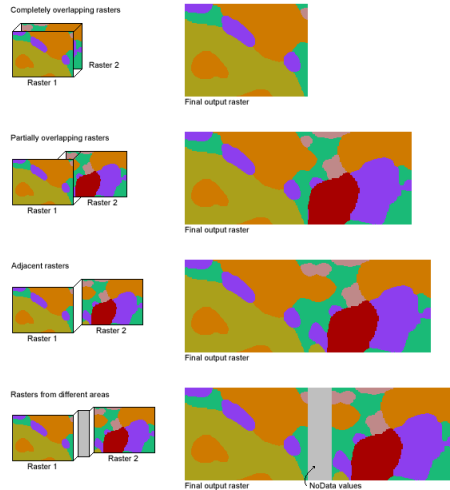 Completely overlapping rasters
Raster 2
Raster 1
Final output raster
Partially overlapping rasters
Raster 1
Raster 2
Final output raster
Adjacent rasters
Raster 1
Raster 2
Final output raster
Rasters from different areas
Raster 1
Raster 2
Final output raster
NoData values